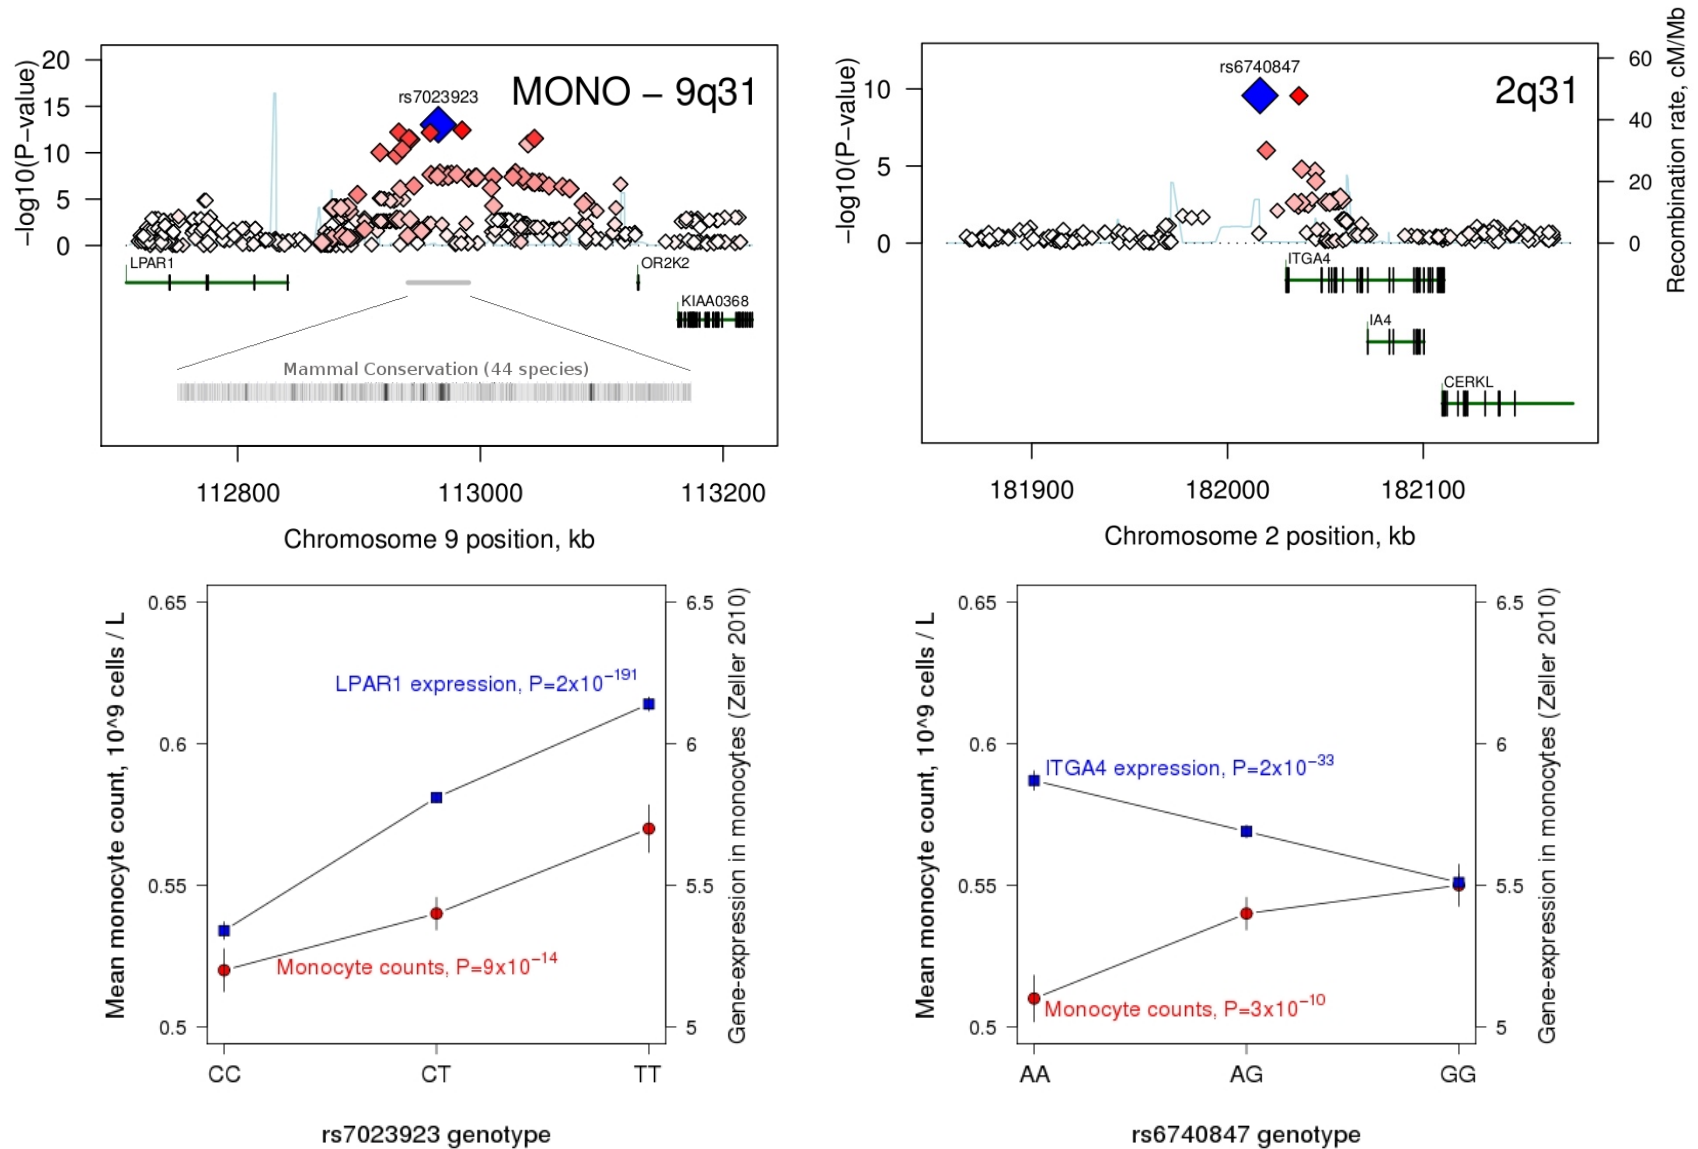 MONO – 9q31
rs7023923
–log10(P–value)
20
15
10
5
0
LPAR1
OR2K2
KIAA0368
Mammal Conservation (44 species)
112800
113000
113200
Chromosome 9 position, kb
2q31
rs6740847
–log10(P–value)
10
5
0
60
40
20
0
Recombination rate, cM/Mb
ITGA4
IA4
CERKL
181900
182000
182100
Chromosome 2 position, kb
Mean monocyte count, 10^9 cells / L
0.65
0.6
0.55
0.5
LPAR1 expression, P=2x10^−191
Monocyte counts, P=9x10^−14
6.5
6
5.5
5
Gene-expression in monocytes (Zeller 2010)
CC
CT
TT
rs7023923 genotype
Mean monocyte count, 10^9 cells / L
0.65
0.6
0.55
0.5
ITGA4 expression, P=2x10^−33
Monocyte counts, P=3x10^−10
6.5
6
5.5
5
Gene-expression in monocytes (Zeller 2010)
AA
AG
GG
rs6740847 genotype